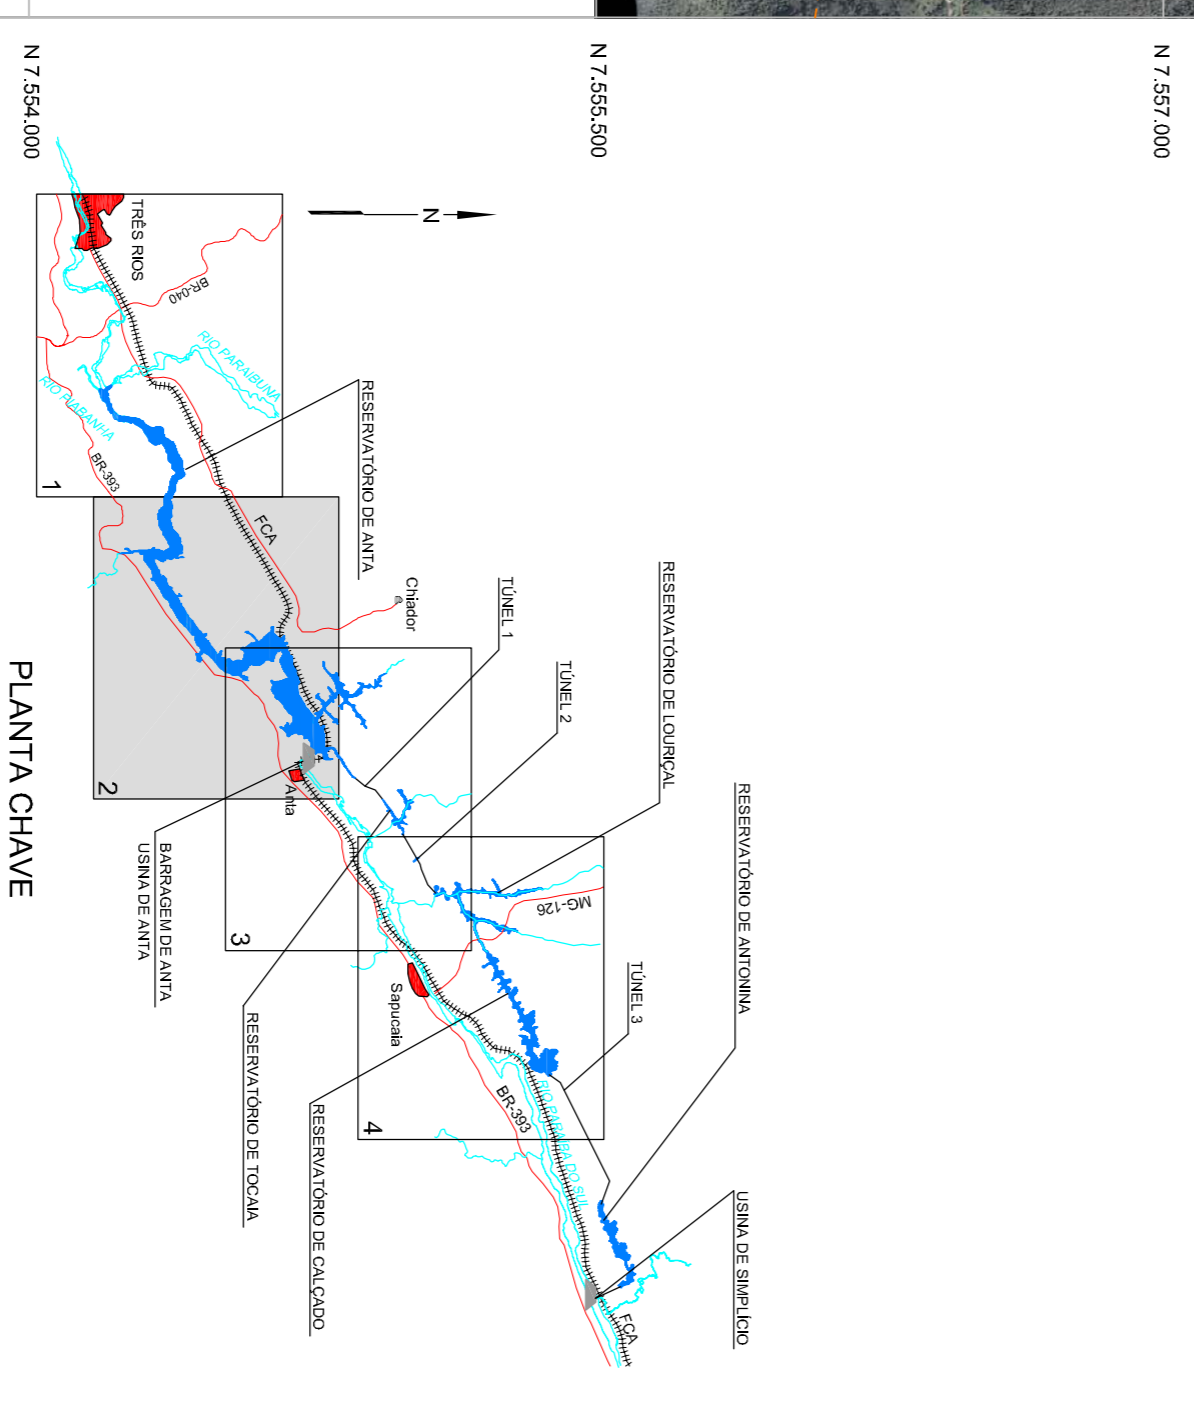 N 7.554.000
N 7.555.500
N 7.557.000
N
TRÊS RIOS
BR-040
RIO PARAIBUNA
RIO PIABANHA
BR-393
1
RESERVATÓRIO DE ANTA
FCA
Chiador
2
TÚNEL 1
TÚNEL 2
RESERVATÓRIO DE LOURIÇAL
RESERVATÓRIO DE ANTONINA
Anta
BARRAGEM DE ANTA
USINA DE ANTA
3
MG-126
TÚNEL 3
Sapucaia
RESERVATÓRIO DE TOCAIA
RESERVATÓRIO DE CALÇADO
BR-393
4
RIO PARAIBA DO SUL
USINA DE SIMPLÍCIO
FCA
PLANTA CHAVE